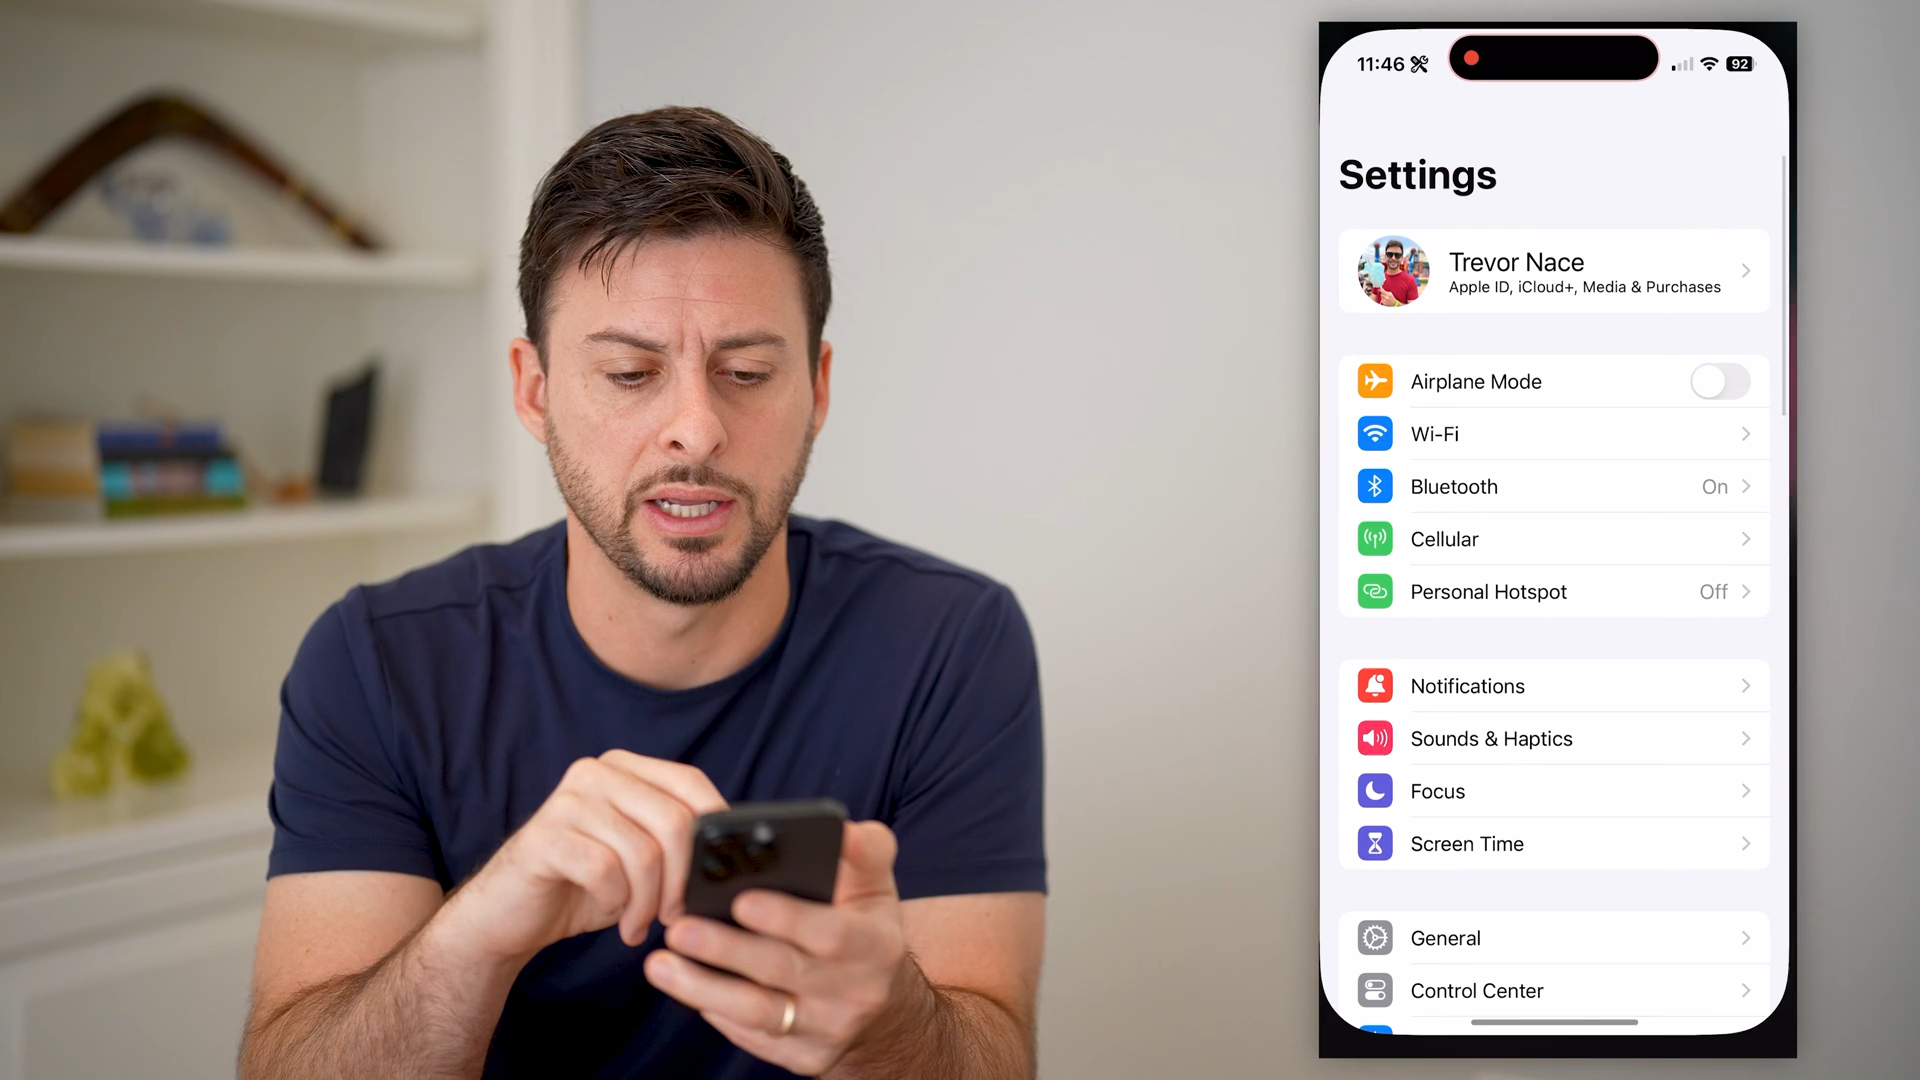 11:46
92
Settings
Trevor Nace
Apple ID, iCloud+, Media & Purchases
Airplane Mode
Wi-Fi
Bluetooth On
Cellular
Personal Hotspot Off
Notifications
Sounds & Haptics
Focus
Screen Time
General
Control Center